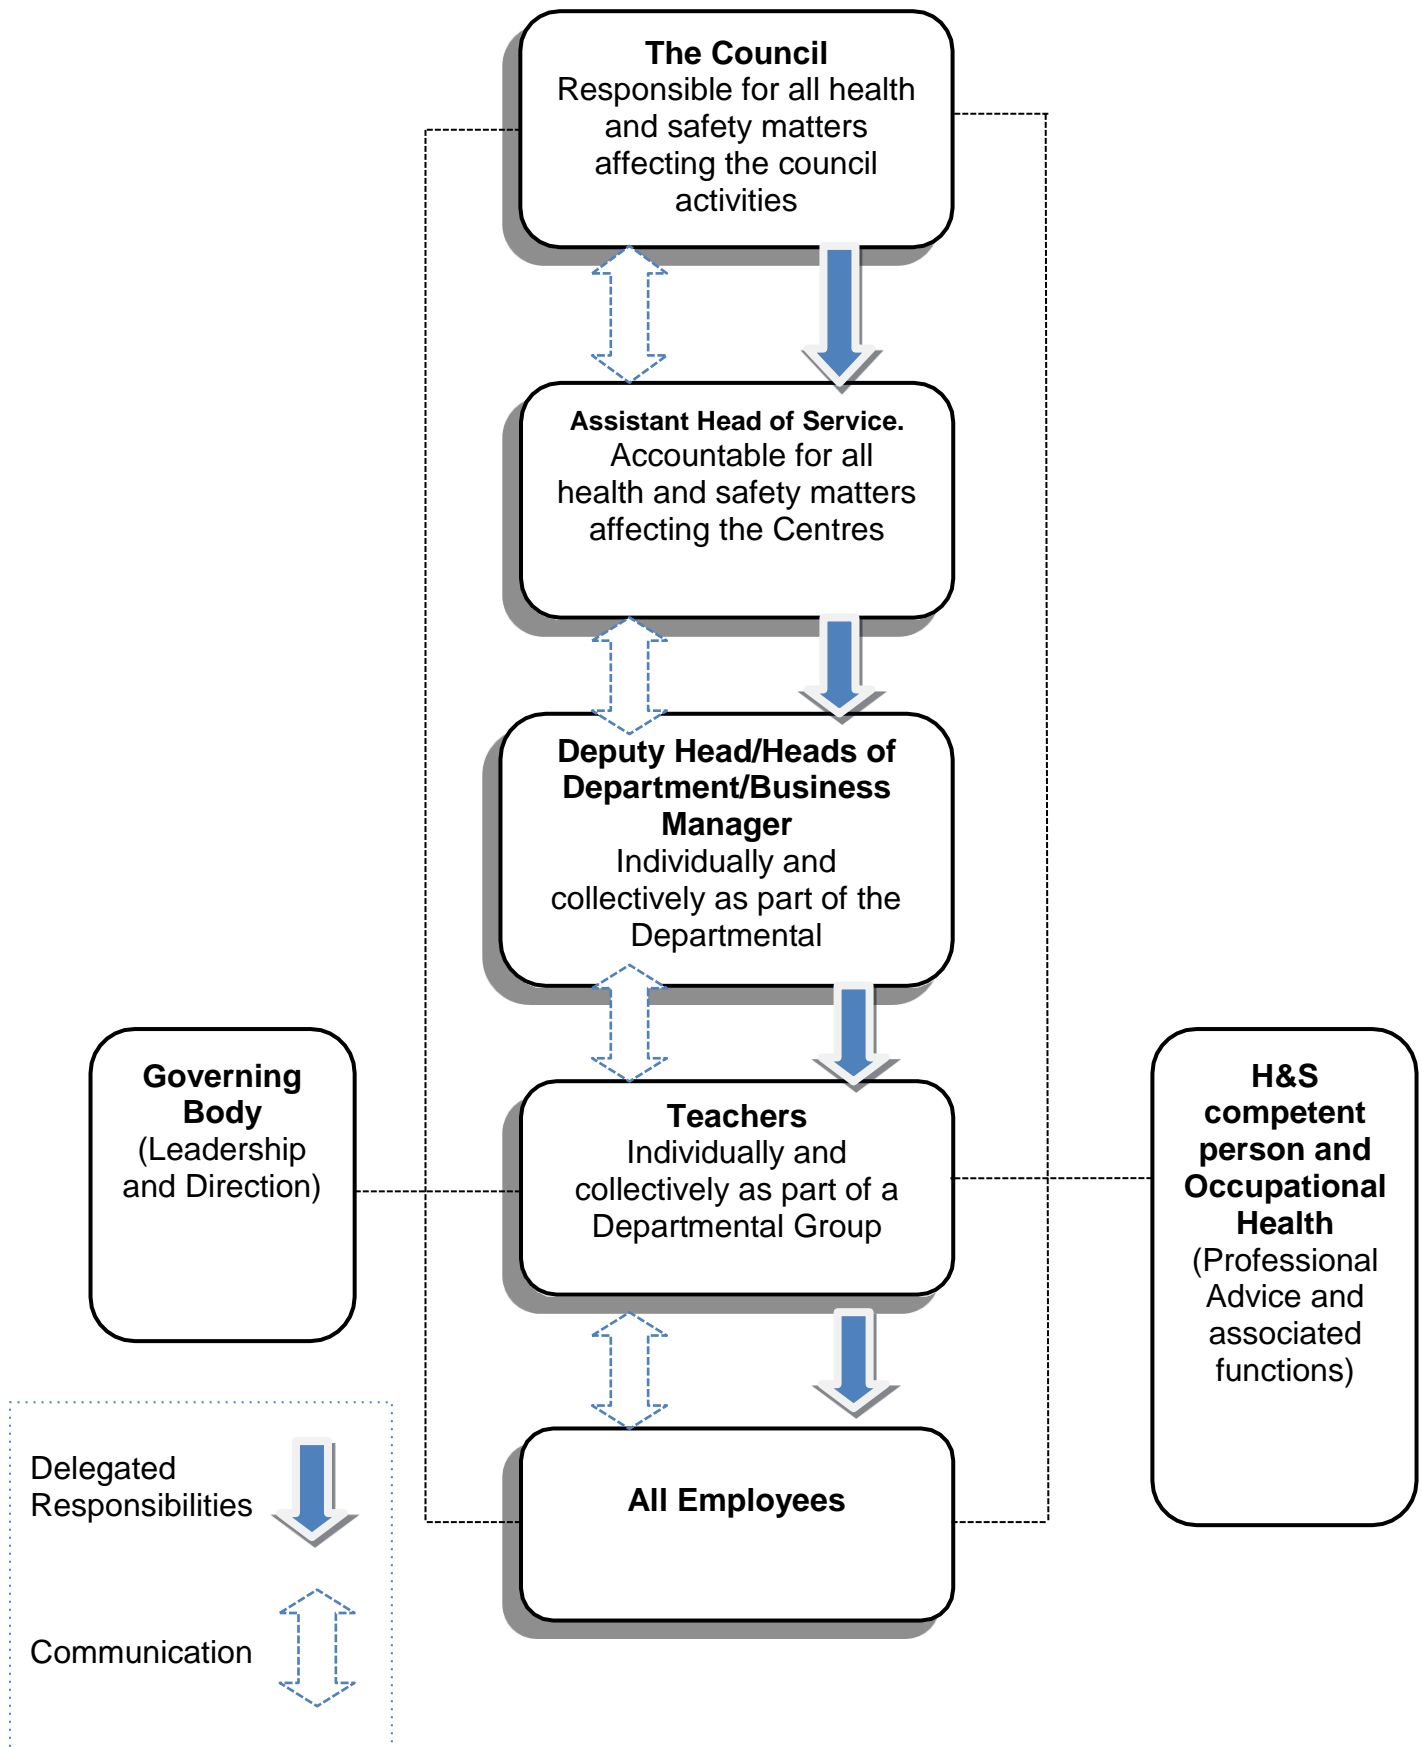 The Council
Responsible for all health
and safety matters
affecting the council
activities
Assistant Head of Service.
Accountable for all
health and safety matters
affecting the Centres
Deputy Head/Heads of
Department/Business
Manager
Individually and
collectively as part of the
Departmental
Governing
Body
(Leadership
and Direction)
Teachers
Individually and
collectively as part of a
Departmental Group
H&S
competent
person and
Occupational
Health
(Professional
Advice and
associated
functions)
All Employees
Delegated
Responsibilities
Communication